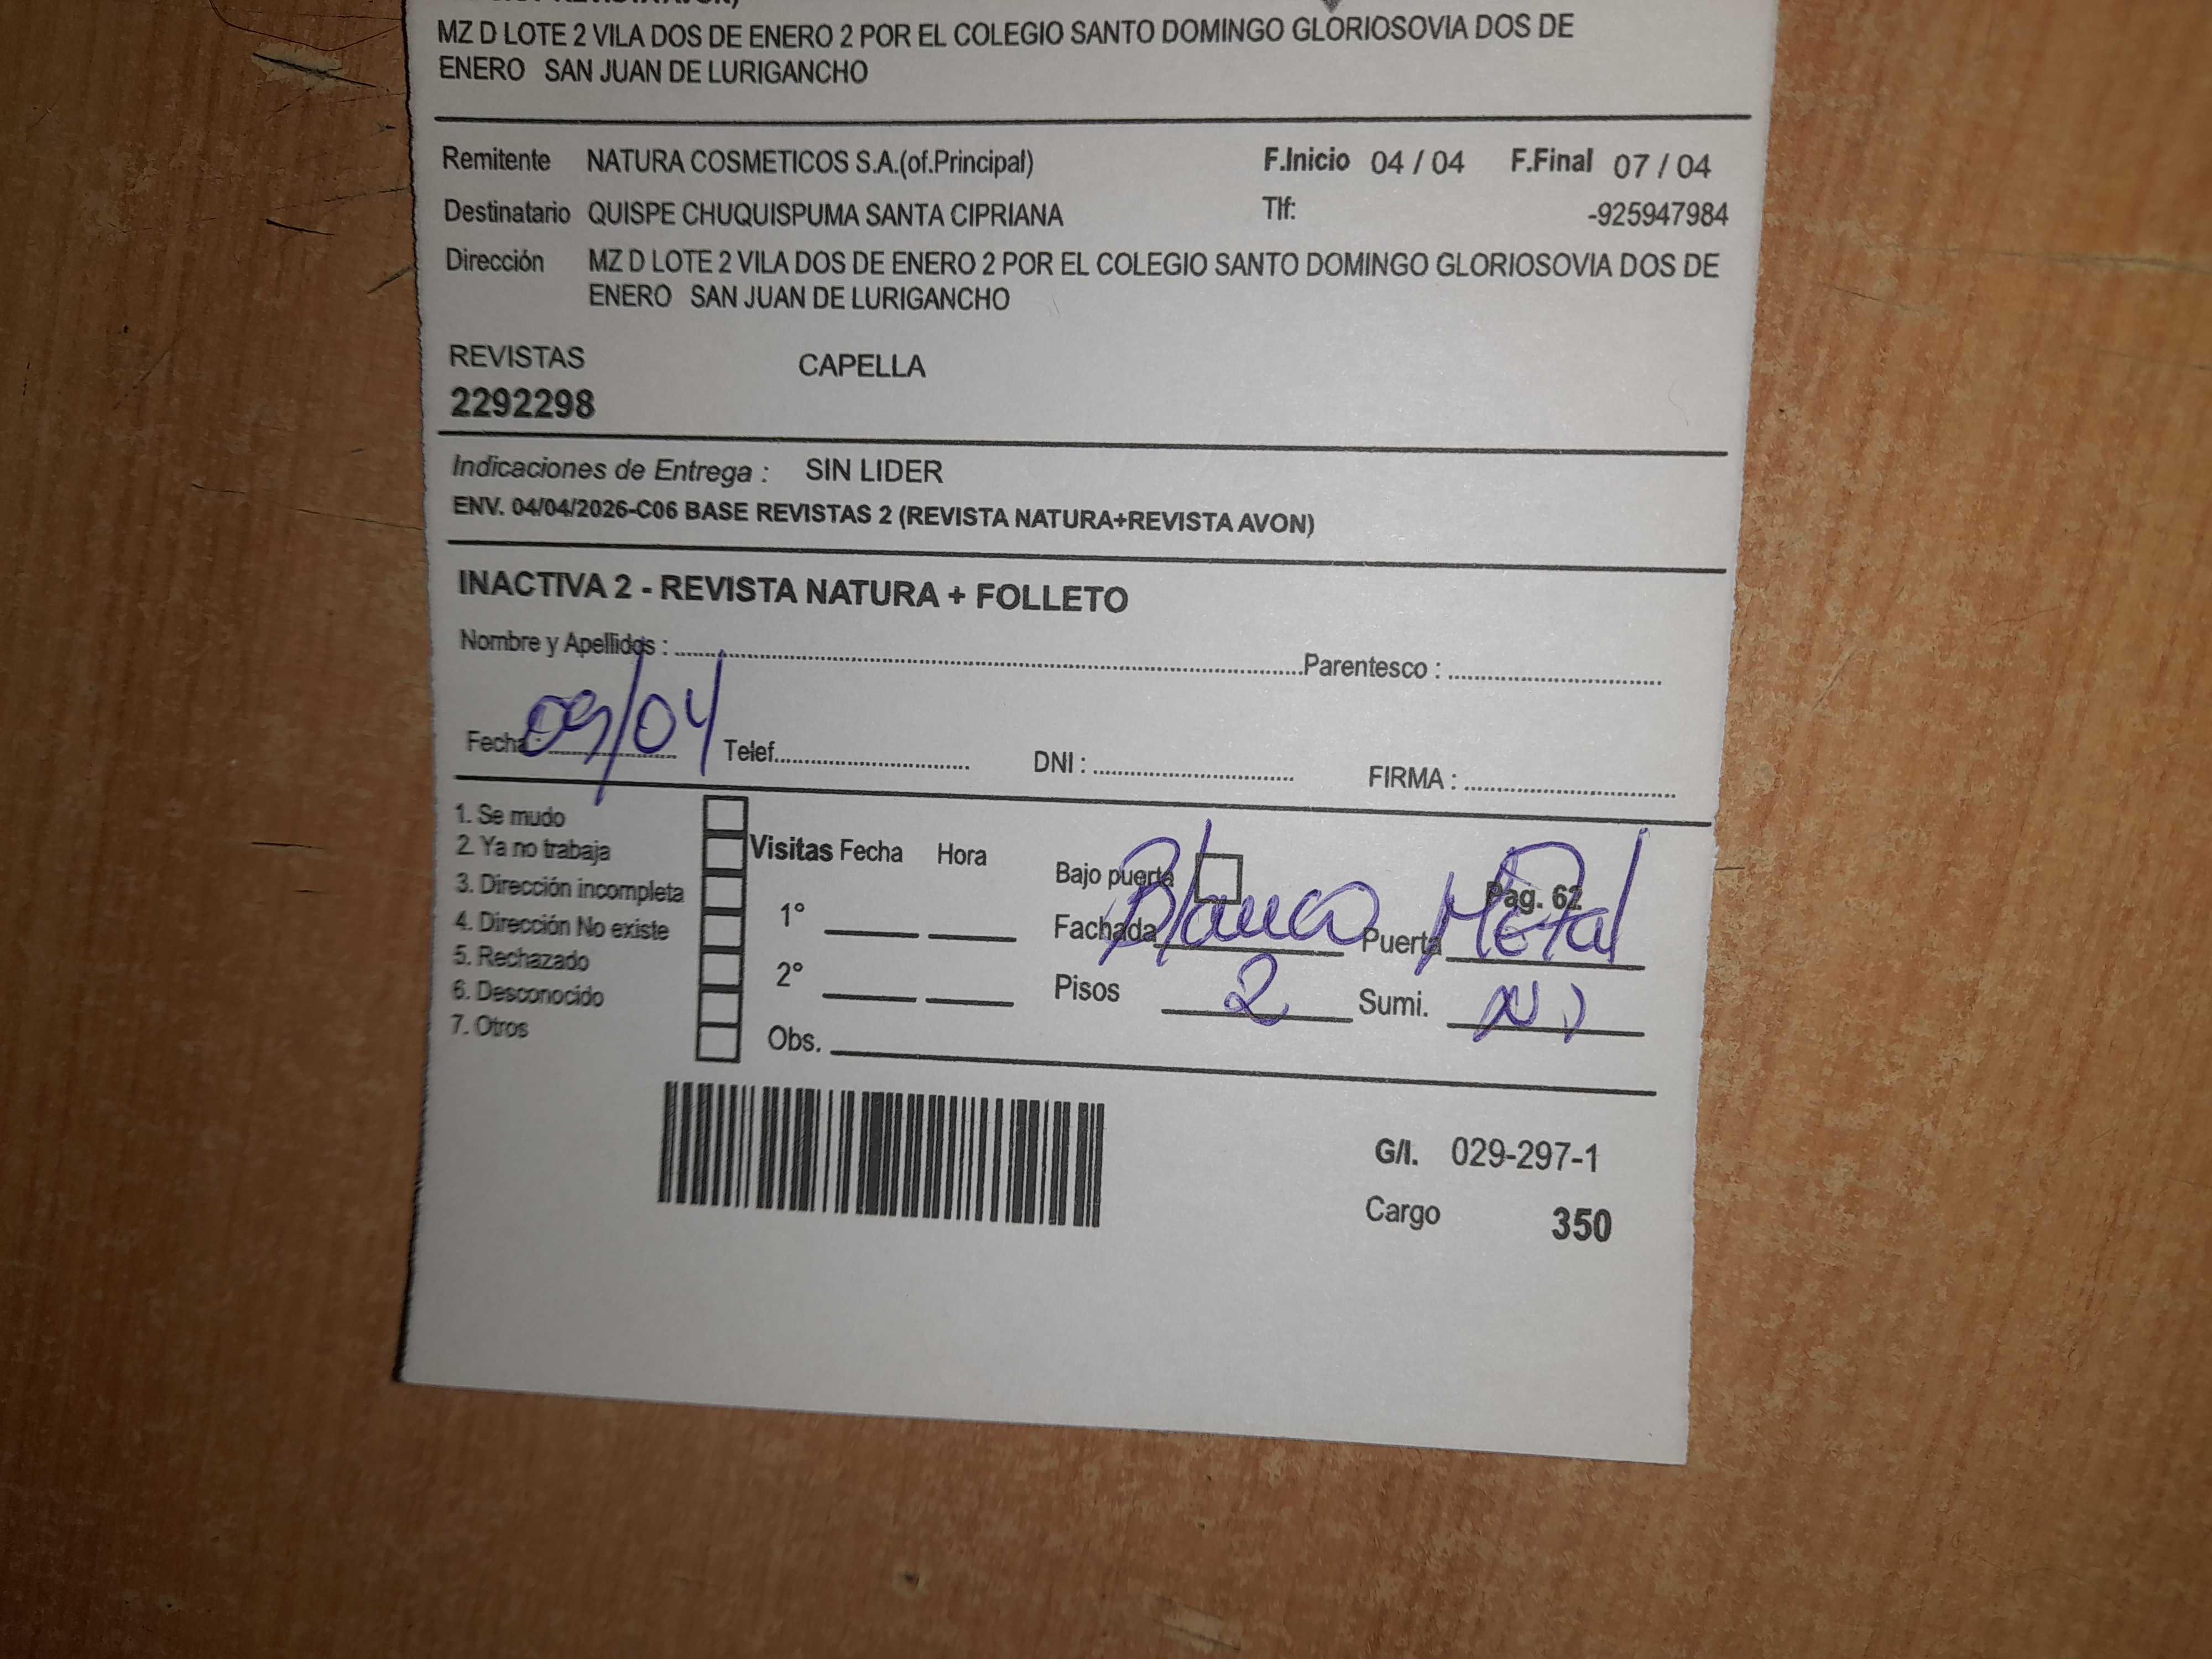 MZ D LOTE 2 VILA DOS DE ENERO 2 POR EL COLEGIO SANTO DOMINGO GLORIOSOVIA DOS DE
ENERO SAN JUAN DE LURIGANCHO
Remitente NATURA COSMETICOS S.A.(of.Principal) F.Inicio 04 / 04 F.Final 07 / 04
Destinatario QUISPE CHUQUISPUMA SANTA CIPRIANA Tlf: -925947984
Dirección MZ D LOTE 2 VILA DOS DE ENERO 2 POR EL COLEGIO SANTO DOMINGO GLORIOSOVIA DOS DE
ENERO SAN JUAN DE LURIGANCHO
REVISTAS CAPELLA
2292298
Indicaciones de Entrega : SIN LIDER
ENV. 04/04/2026-C06 BASE REVISTAS 2 (REVISTA NATURA+REVISTA AVON)
INACTIVA 2 - REVISTA NATURA + FOLLETO
Nombre y Apellidos : Parentesco :
Fecha : 09/04 Telef. DNI : FIRMA :
1. Se mudo
2. Ya no trabaja
3. Dirección incompleta
4. Dirección No existe
5. Rechazado
6. Desconocido
7. Otros
Visitas Fecha Hora
1°
2°
Obs.
Bajo puerta Pag. 62
Fachada Blanco Puerta Metal
Pisos 2 Sumi.
G/I. 029-297-1
Cargo 350